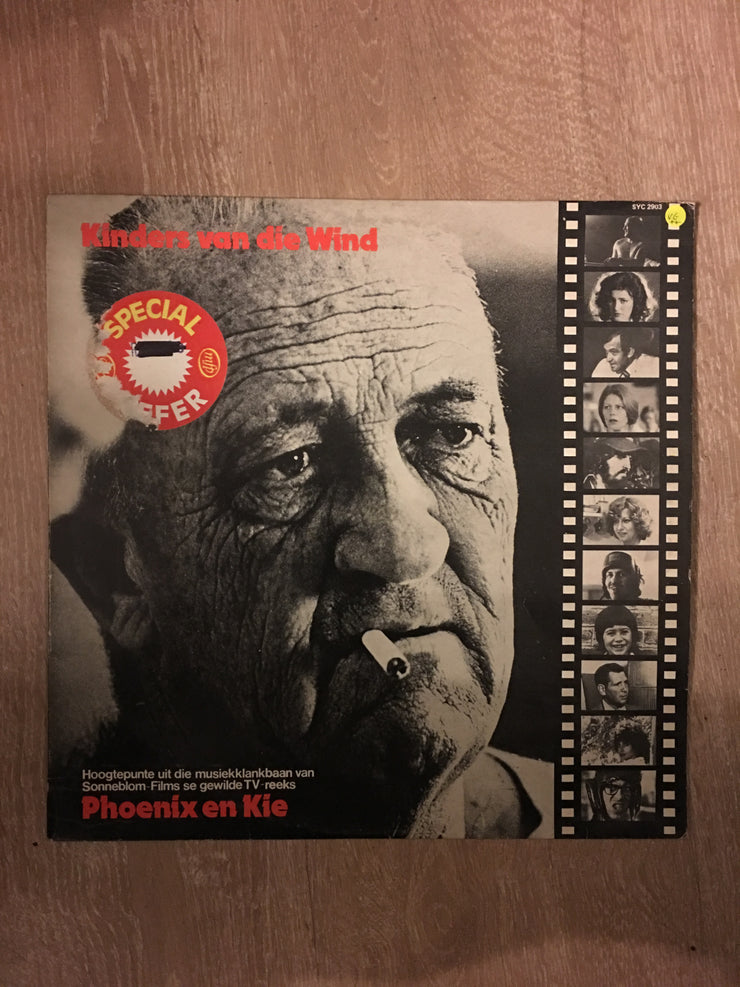 SYC 2903
VG
++
Kinders van die Wind
SPECIAL
OFFER
Hoogtepunte uit die musiekklankbaan van
Sonneblom-Films se gewilde TV-reeks
Phoenix en Kie